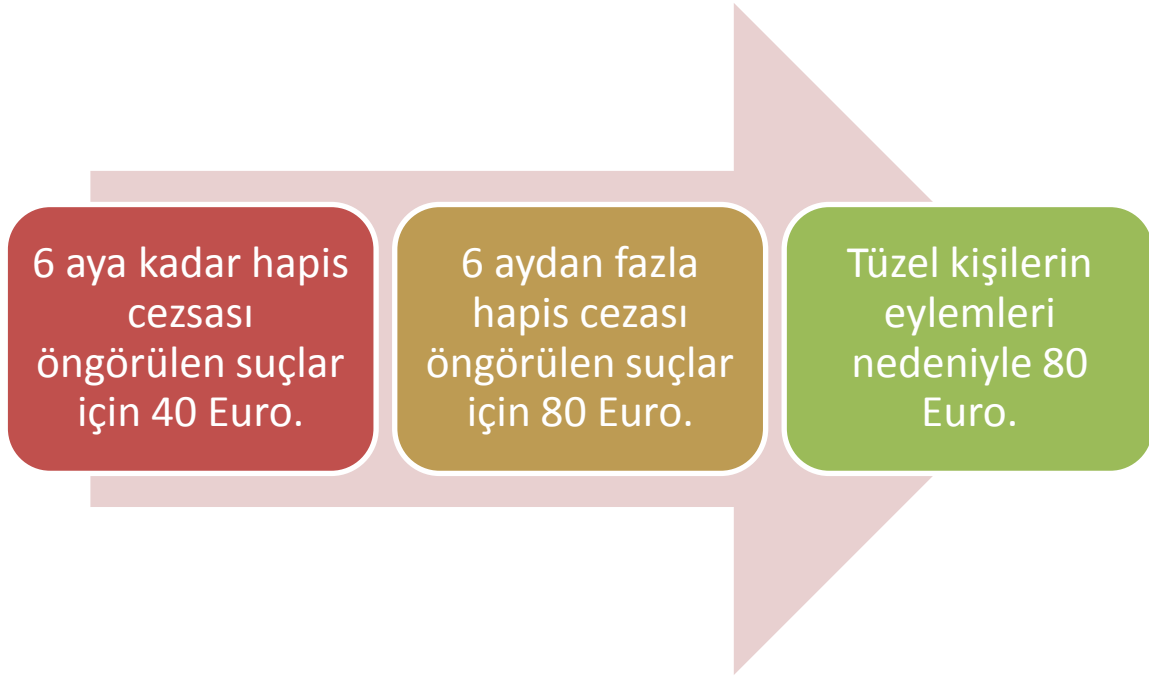 6 aya kadar hapis
cezsası
öngörülen suçlar
için 40 Euro.
6 aydan fazla
hapis cezası
öngörülen suçlar
için 80 Euro.
Tüzel kişilerin
eylemleri
nedeniyle 80
Euro.